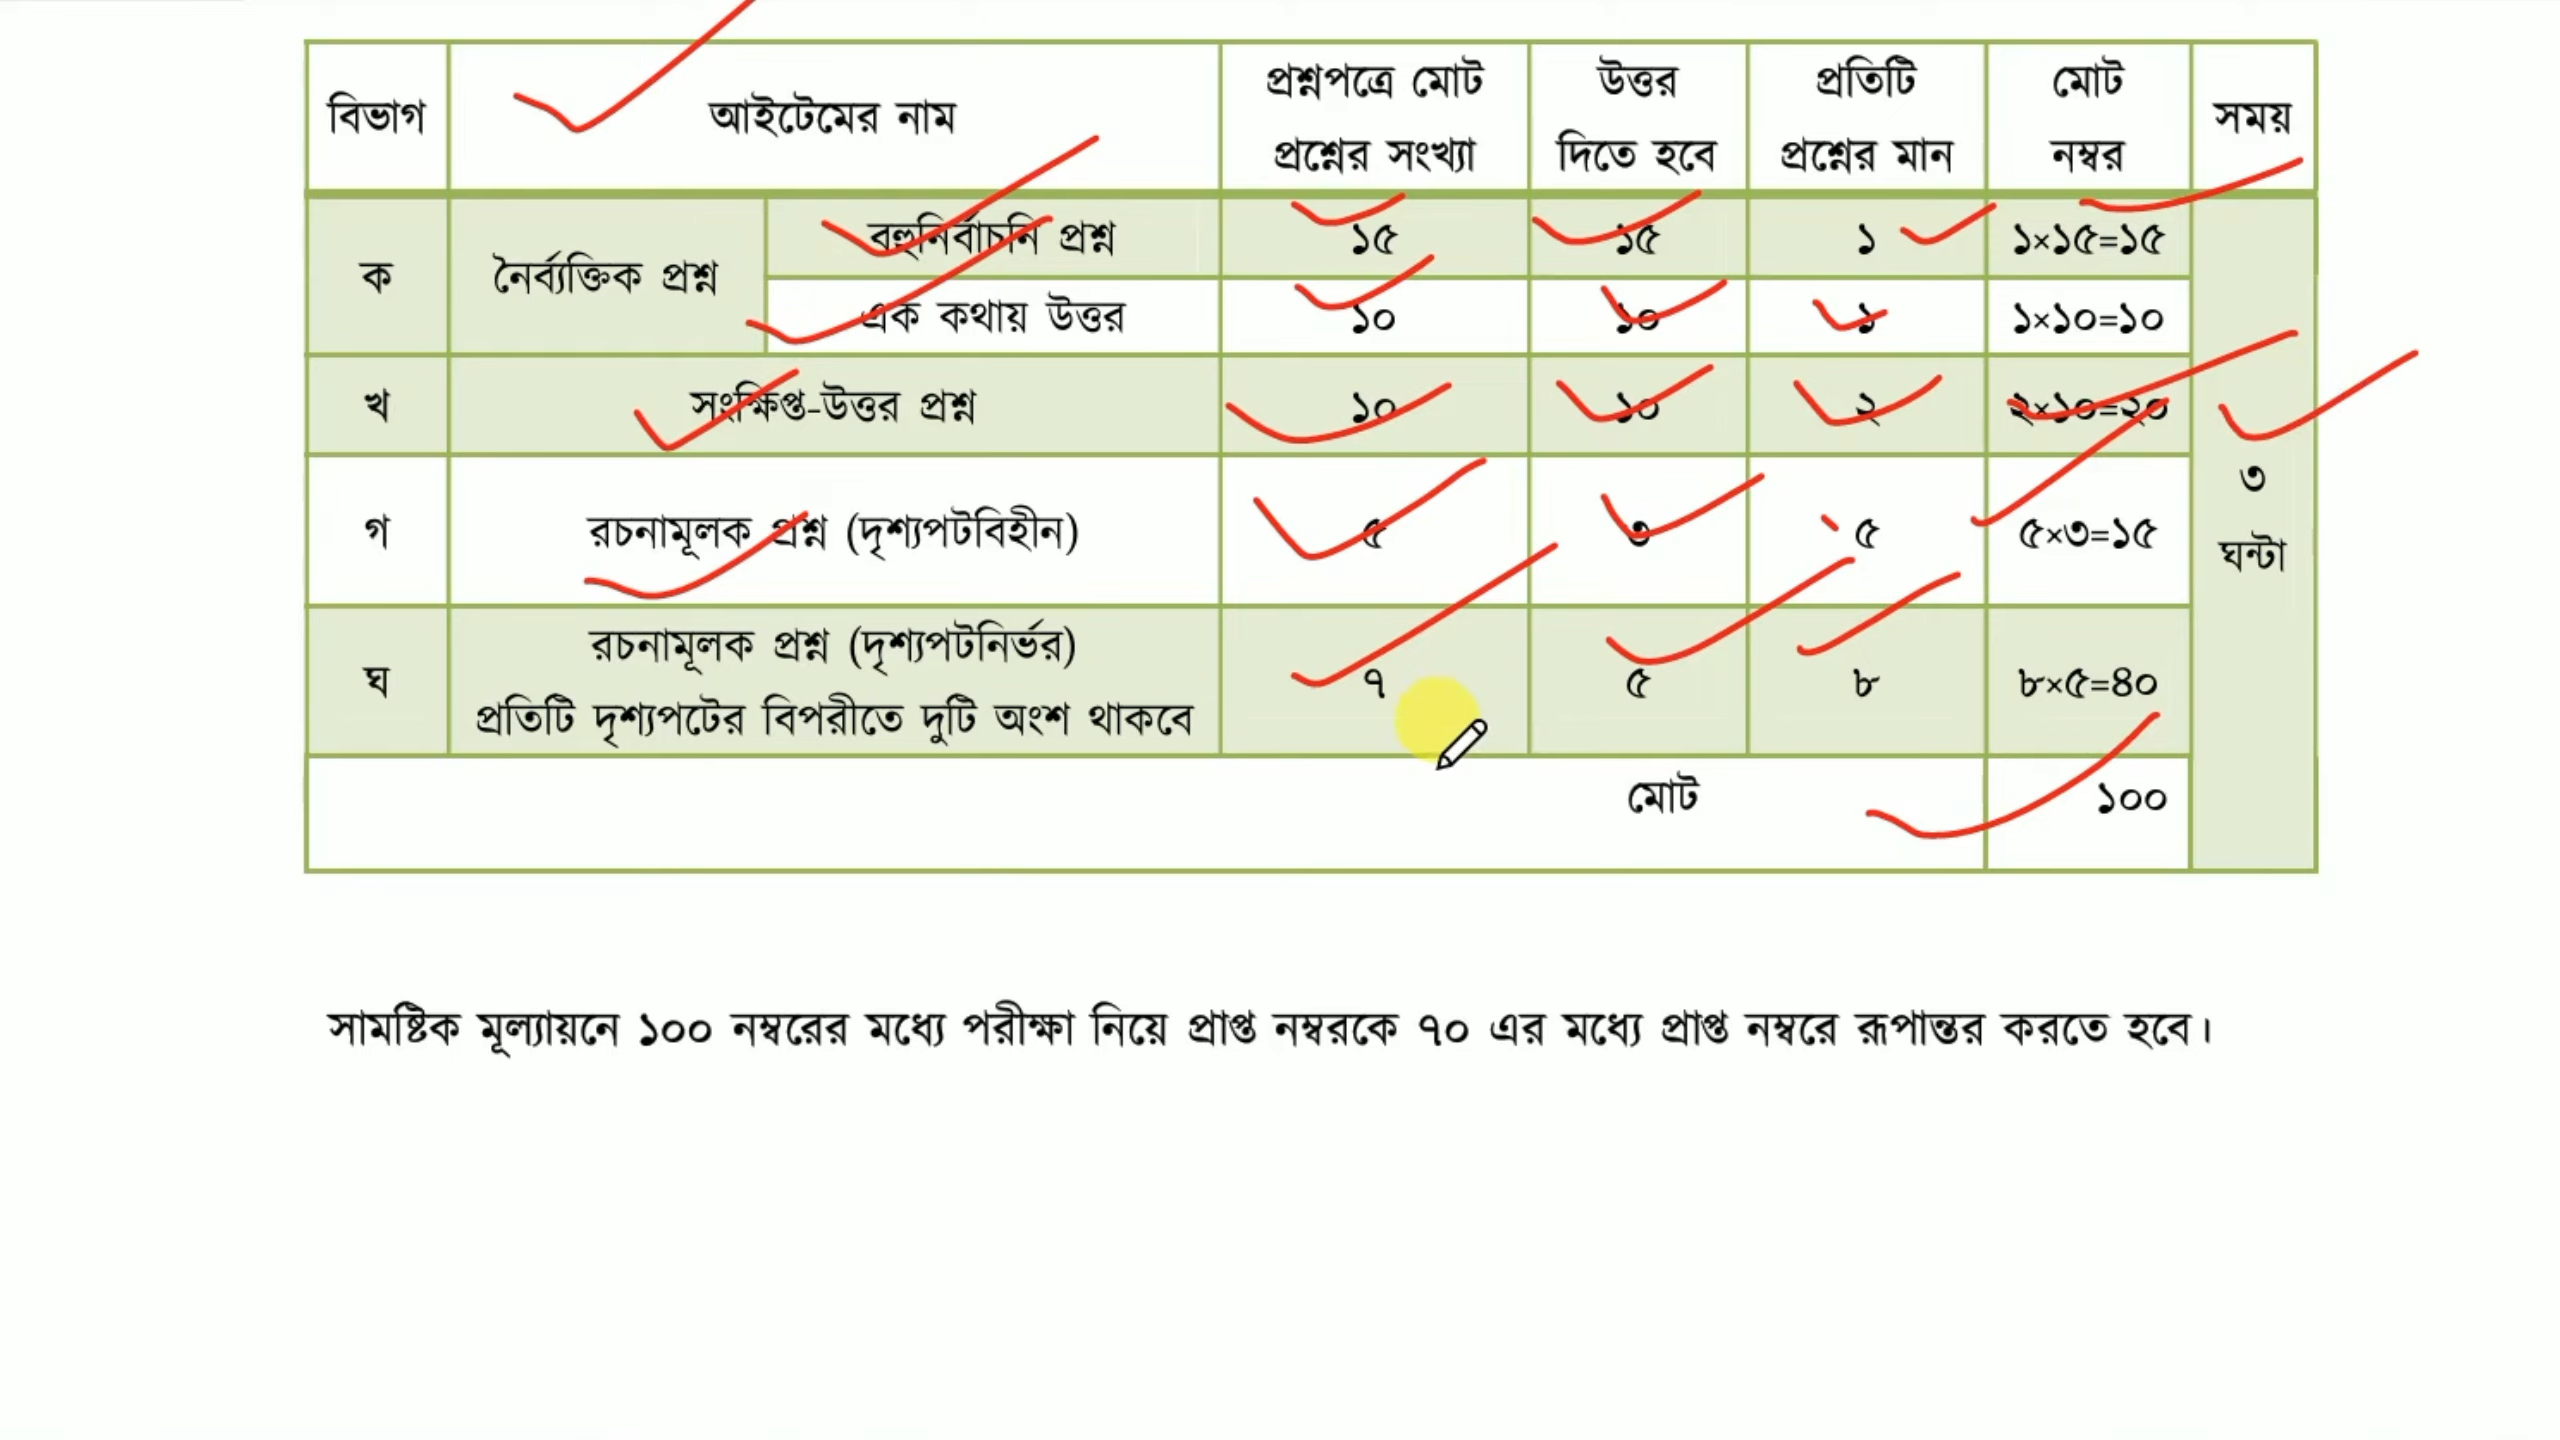 বিভাগ আইটেমের নাম প্রশ্নপত্রে মোট প্রশ্নের সংখ্যা উত্তর দিতে হবে প্রতিটি প্রশ্নের মান মোট নম্বর সময়
ক নৈর্ব্যক্তিক প্রশ্ন বহুনির্বাচনি প্রশ্ন ১৫ ১৫ ১ ১×১৫=১৫
এক কথায় উত্তর ১০ ১০ ১ ১×১০=১০
খ সংক্ষিপ্ত-উত্তর প্রশ্ন ১০ ১০ ২ ২×১০=২০
৩ ঘন্টা
গ রচনামূলক প্রশ্ন (দৃশ্যপটবিহীন) ৫ ৩ ৫ ৫×৩=১৫
ঘ রচনামূলক প্রশ্ন (দৃশ্যপটনির্ভর)
প্রতিটি দৃশ্যপটের বিপরীতে দুটি অংশ থাকবে ৭ ৫ ৮ ৮×৫=৪০
মোট ১০০
সামষ্টিক মূল্যায়নে ১০০ নম্বরের মধ্যে পরীক্ষা নিয়ে প্রাপ্ত নম্বরকে ৭০ এর মধ্যে প্রাপ্ত নম্বরে রূপান্তর করতে হবে।